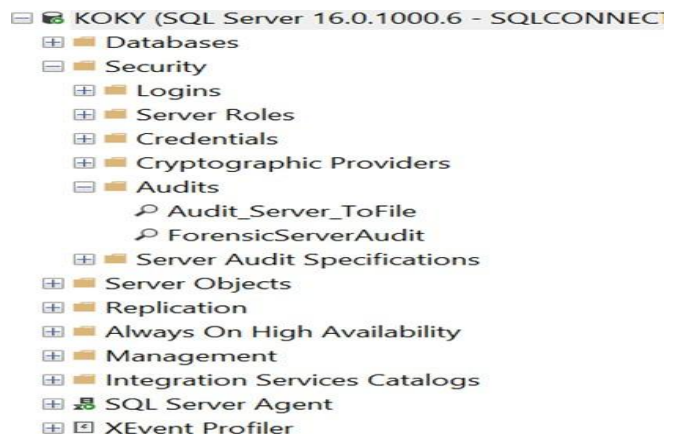 KOKY (SQL Server 16.0.1000.6 - SQLCONNECT
Databases
Security
Logins
Server Roles
Credentials
Cryptographic Providers
Audits
Audit_Server_ToFile
ForensicServerAudit
Server Audit Specifications
Server Objects
Replication
Always On High Availability
Management
Integration Services Catalogs
SQL Server Agent
XEvent Profiler